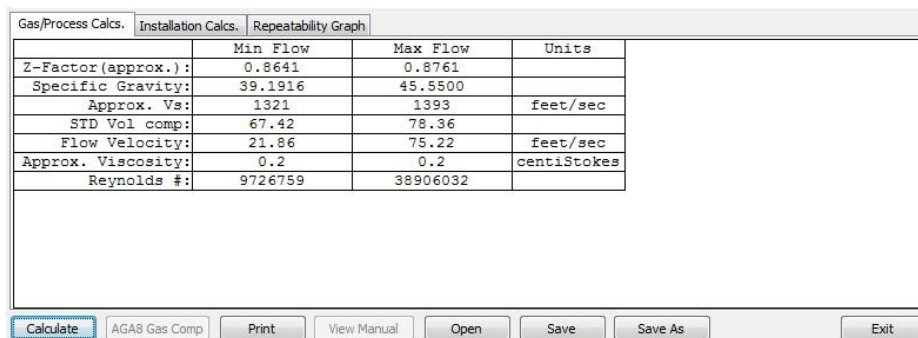 Gas/Process Calcs. Installation Calcs. Repeatability Graph
Min Flow Max Flow Units
Z-Factor(approx.): 0.8641 0.8761
Specific Gravity: 39.1916 45.5500
Approx. Vs: 1321 1393 feet/sec
STD Vol comp: 67.42 78.36
Flow Velocity: 21.86 75.22 feet/sec
Approx. Viscosity: 0.2 0.2 centiStokes
Reynolds #: 9726759 38906032
Calculate AGA8 Gas Comp Print View Manual Open Save Save As Exit